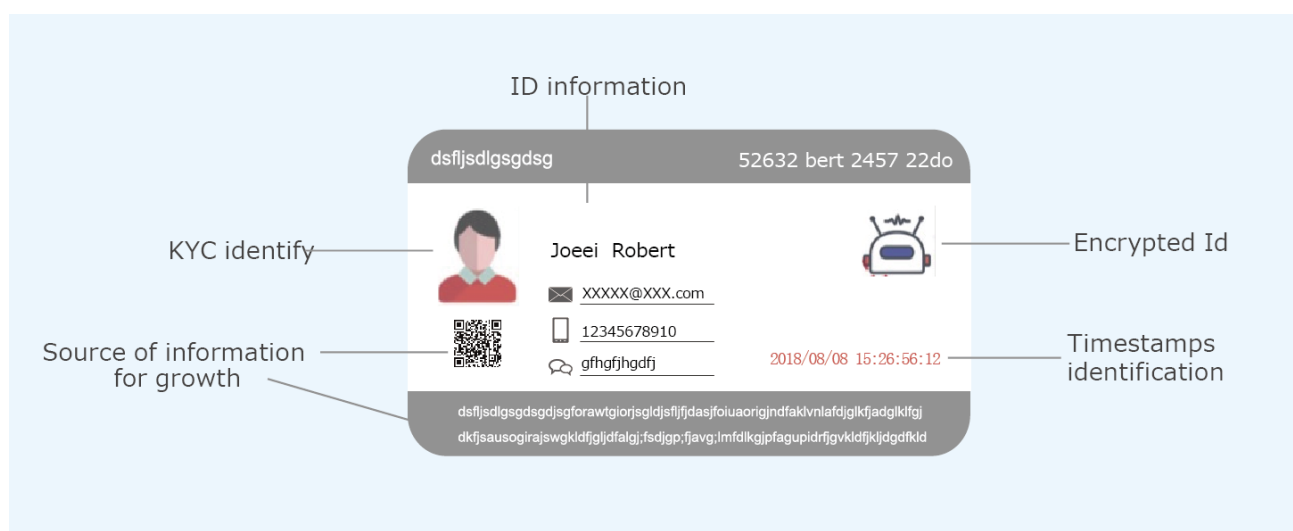 ID information
dsfljsdlgsgdsg
52632 bert 2457 22do
KYC identify
Joeei Robert
Encrypted Id
XXXXX@XXX.com
12345678910
gfhgfjhgdfj
Source of information
for growth
2018/08/08 15:26:56:12
Timestamps
identification
dsfljsdlgsgdsgdjsgforawtgiorjsgldjsfljfjdasjfoiuaorigjndfaklvnlafdjglkfjadglklfgj
dkfjsausogirajswgkldfjgljdfalgj;fsdjgp;fjavg;lmfdlkgjpfagupidrfjgvkldfjkljdgdfkld